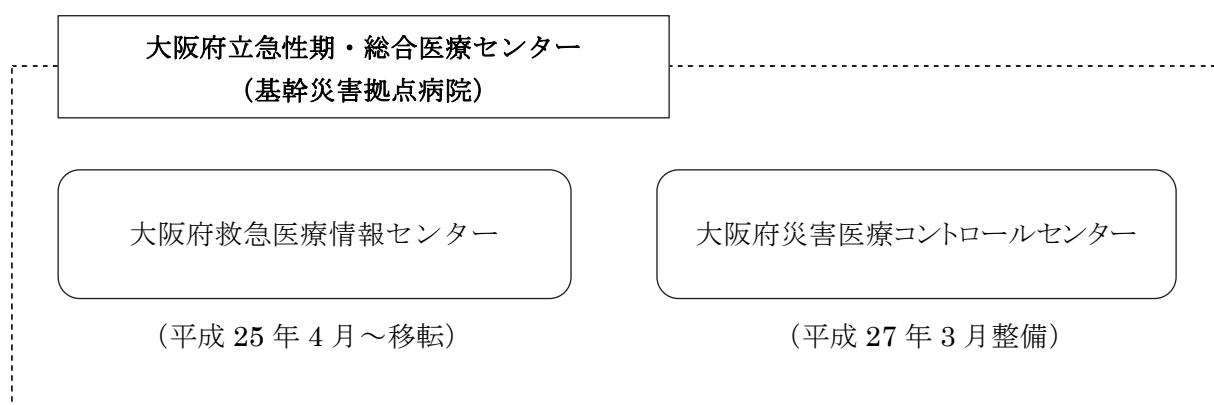 大阪府立急性期・総合医療センター
（基幹災害拠点病院）
大阪府救急医療情報センター
大阪府災害医療コントロールセンター
（平成 25 年 4 月～移転）
（平成 27 年 3 月整備）